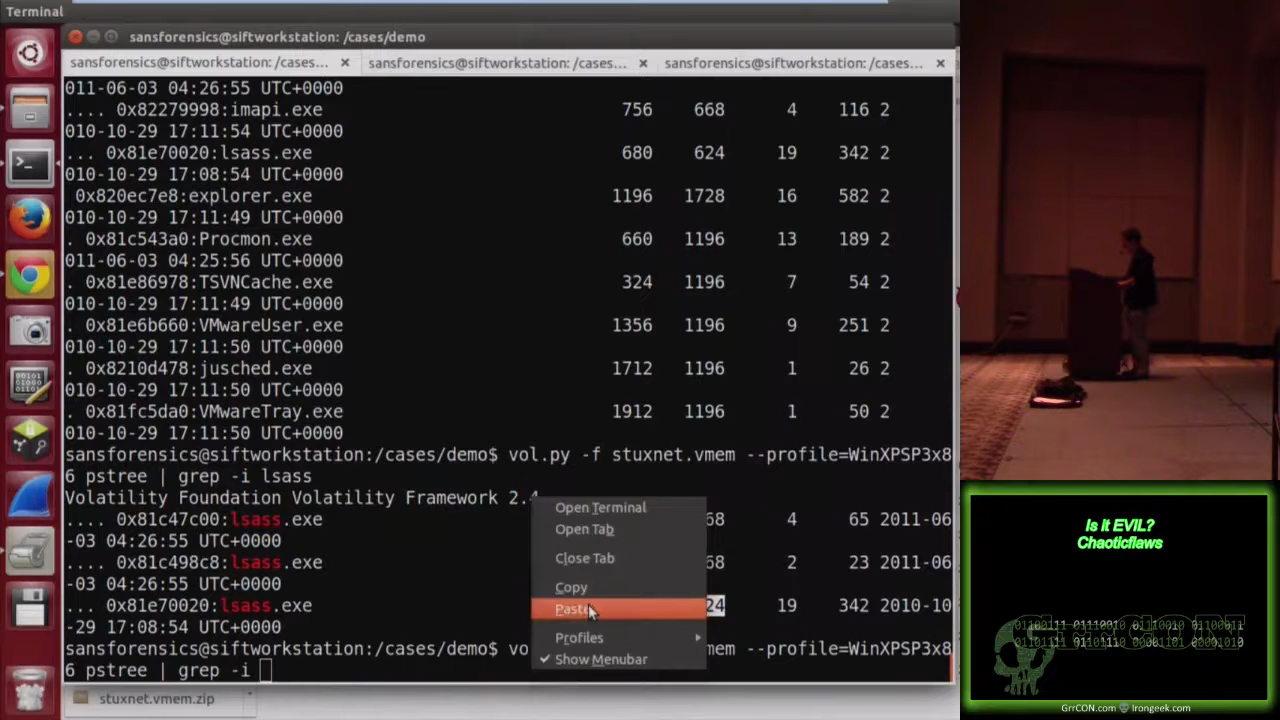 Terminal
sansforensics@siftworkstation: /cases/demo
sansforensics@siftworkstation: /cases... × sansforensics@siftworkstation: /cases... × sansforensics@siftworkstation: /cases... ×
011-06-03 04:26:55 UTC+0000
.... 0x82279998:imapi.exe 756 668 4 116 2
010-10-29 17:11:54 UTC+0000
... 0x81e70020:lsass.exe 680 624 19 342 2
010-10-29 17:08:54 UTC+0000
0x820ec7e8:explorer.exe 1196 1728 16 582 2
010-10-29 17:11:49 UTC+0000
. 0x81c543a0:Procmon.exe 660 1196 13 189 2
011-06-03 04:25:56 UTC+0000
. 0x81e86978:TSVNCache.exe 324 1196 7 54 2
010-10-29 17:11:49 UTC+0000
. 0x81e6b660:VMwareUser.exe 1356 1196 9 251 2
010-10-29 17:11:50 UTC+0000
. 0x8210d478:jusched.exe 1712 1196 1 26 2
010-10-29 17:11:50 UTC+0000
. 0x81fc5da0:VMwareTray.exe 1912 1196 1 50 2
010-10-29 17:11:50 UTC+0000
sansforensics@siftworkstation:/cases/demo$ vol.py -f stuxnet.vmem --profile=WinXPSP3x8
6 pstree | grep -i lsass
Volatility Foundation Volatility Framework 2.4
.... 0x81c47c00:lsass.exe 68 4 65 2011-06
-03 04:26:55 UTC+0000
.... 0x81c498c8:lsass.exe 68 2 23 2011-06
-03 04:26:55 UTC+0000
... 0x81e70020:lsass.exe 24 19 342 2010-10
-29 17:08:54 UTC+0000
sansforensics@siftworkstation:/cases/demo$ vo mem --profile=WinXPSP3x8
6 pstree | grep -i
Open Terminal
Open Tab
Close Tab
Copy
Paste
Profiles
✔ Show Menubar
stuxnet.vmem.zip
Is it EVIL?
Chaoticflaws
GrrCON.com Irongeek.com